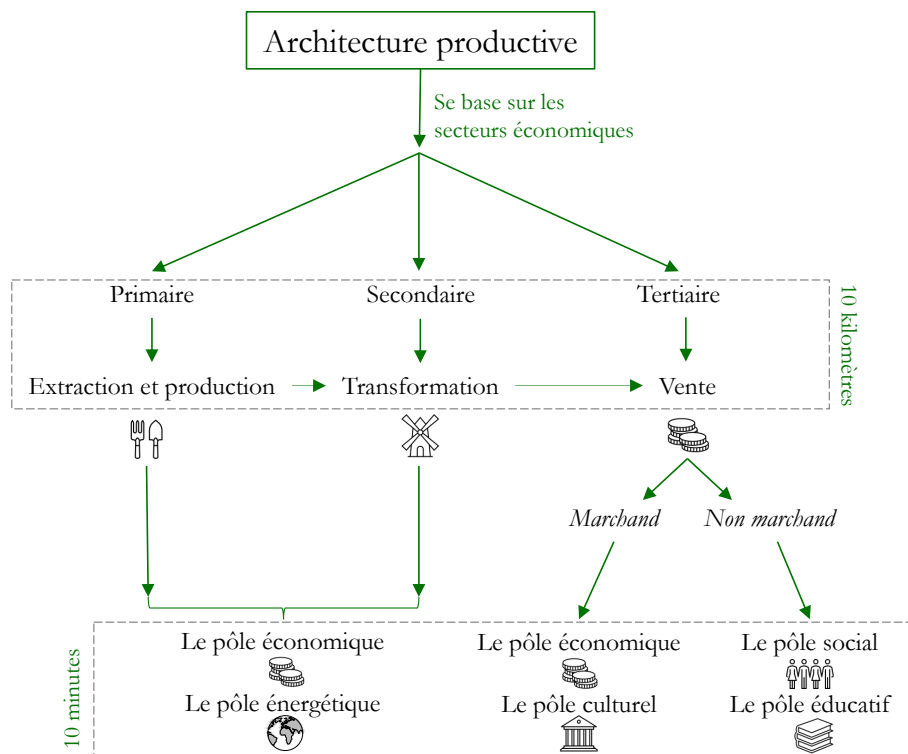 Architecture productive
Se base sur les
secteurs économiques
Primaire
Secondaire
Tertiaire
10 kilomètres
Extraction et production
Transformation
Vente
Marchand
Non marchand
10 minutes
Le pôle économique
Le pôle économique
Le pôle social
Le pôle énergétique
Le pôle culturel
Le pôle éducatif